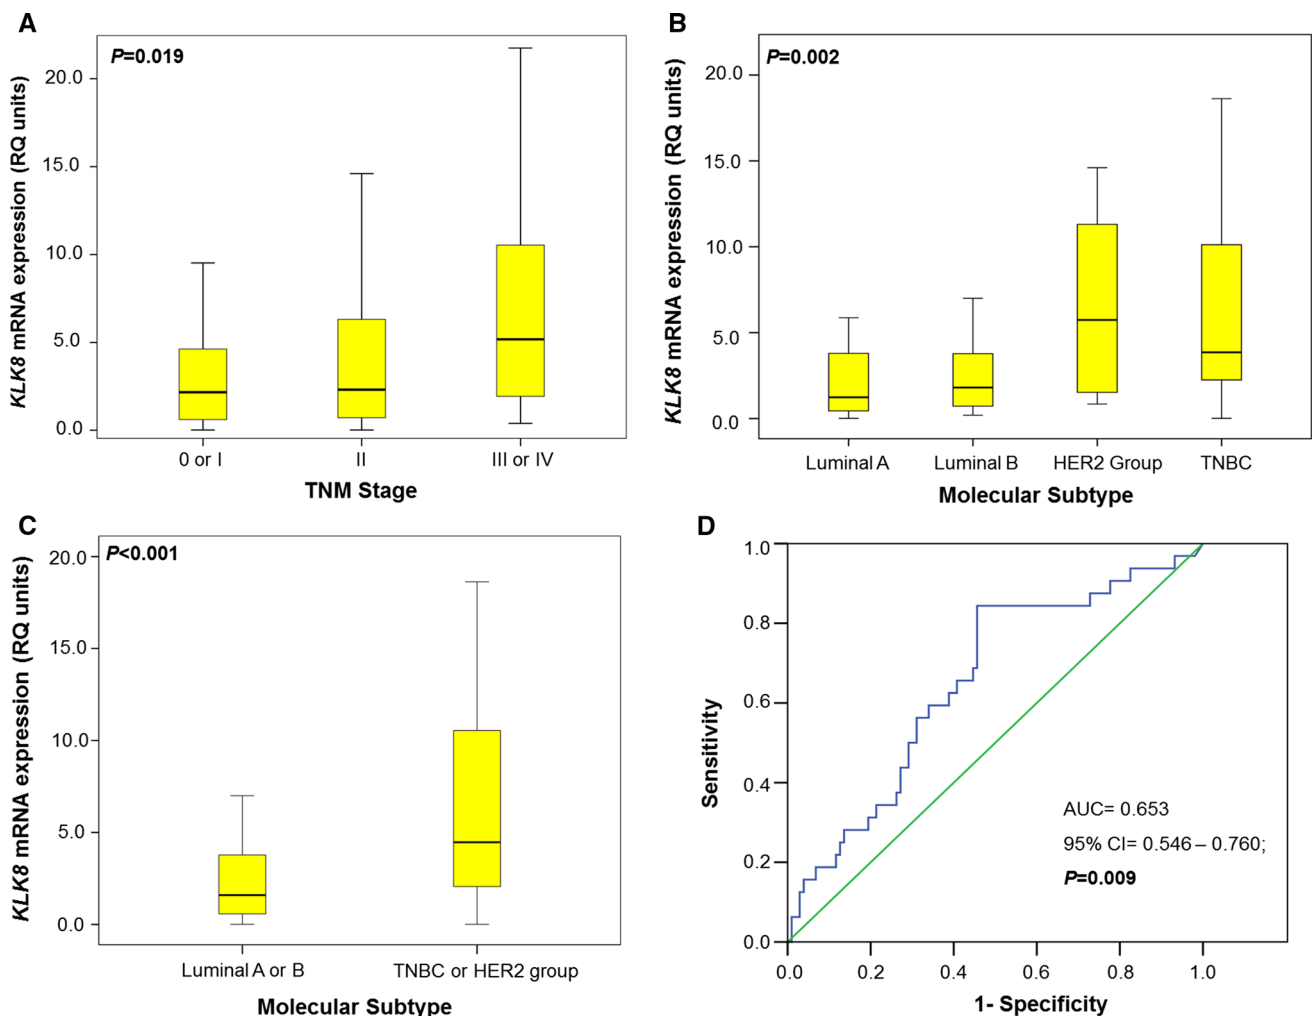 A
P=0.019
KLK8 mRNA expression (RQ units)
20.0
15.0
10.0
5.0
0.0
0 or I
II
III or IV
TNM Stage
B
P=0.002
KLK8 mRNA expression (RQ units)
20.0
15.0
10.0
5.0
0.0
Luminal A
Luminal B
HER2 Group
TNBC
Molecular Subtype
C
P<0.001
KLK8 mRNA expression (RQ units)
20.0
15.0
10.0
5.0
0.0
Luminal A or B
TNBC or HER2 group
Molecular Subtype
D
Sensitivity
1.0
0.8
0.6
0.4
0.2
0.0
AUC= 0.653
95% CI= 0.546 – 0.760;
P=0.009
0.0
0.2
0.4
0.6
0.8
1.0
1- Specificity